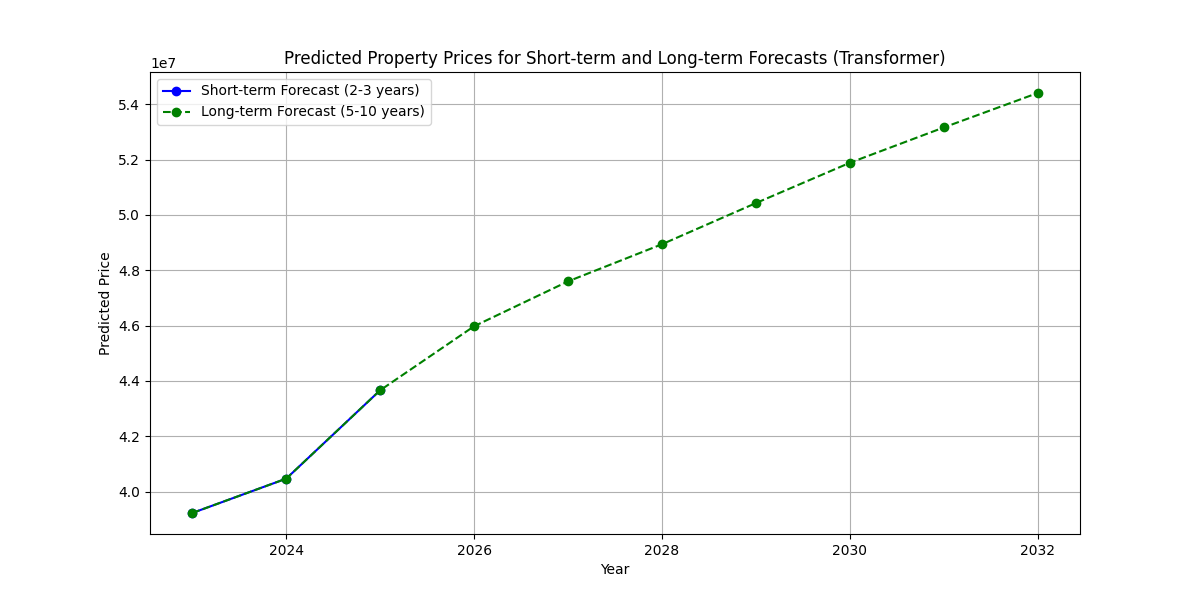 Predicted Property Prices for Short-term and Long-term Forecasts (Transformer)
1e7
Short-term Forecast (2-3 years)
Long-term Forecast (5-10 years)
5.4
5.2
5.0
4.8
4.6
4.4
4.2
4.0
Predicted Price
2024 2026 2028 2030 2032
Year